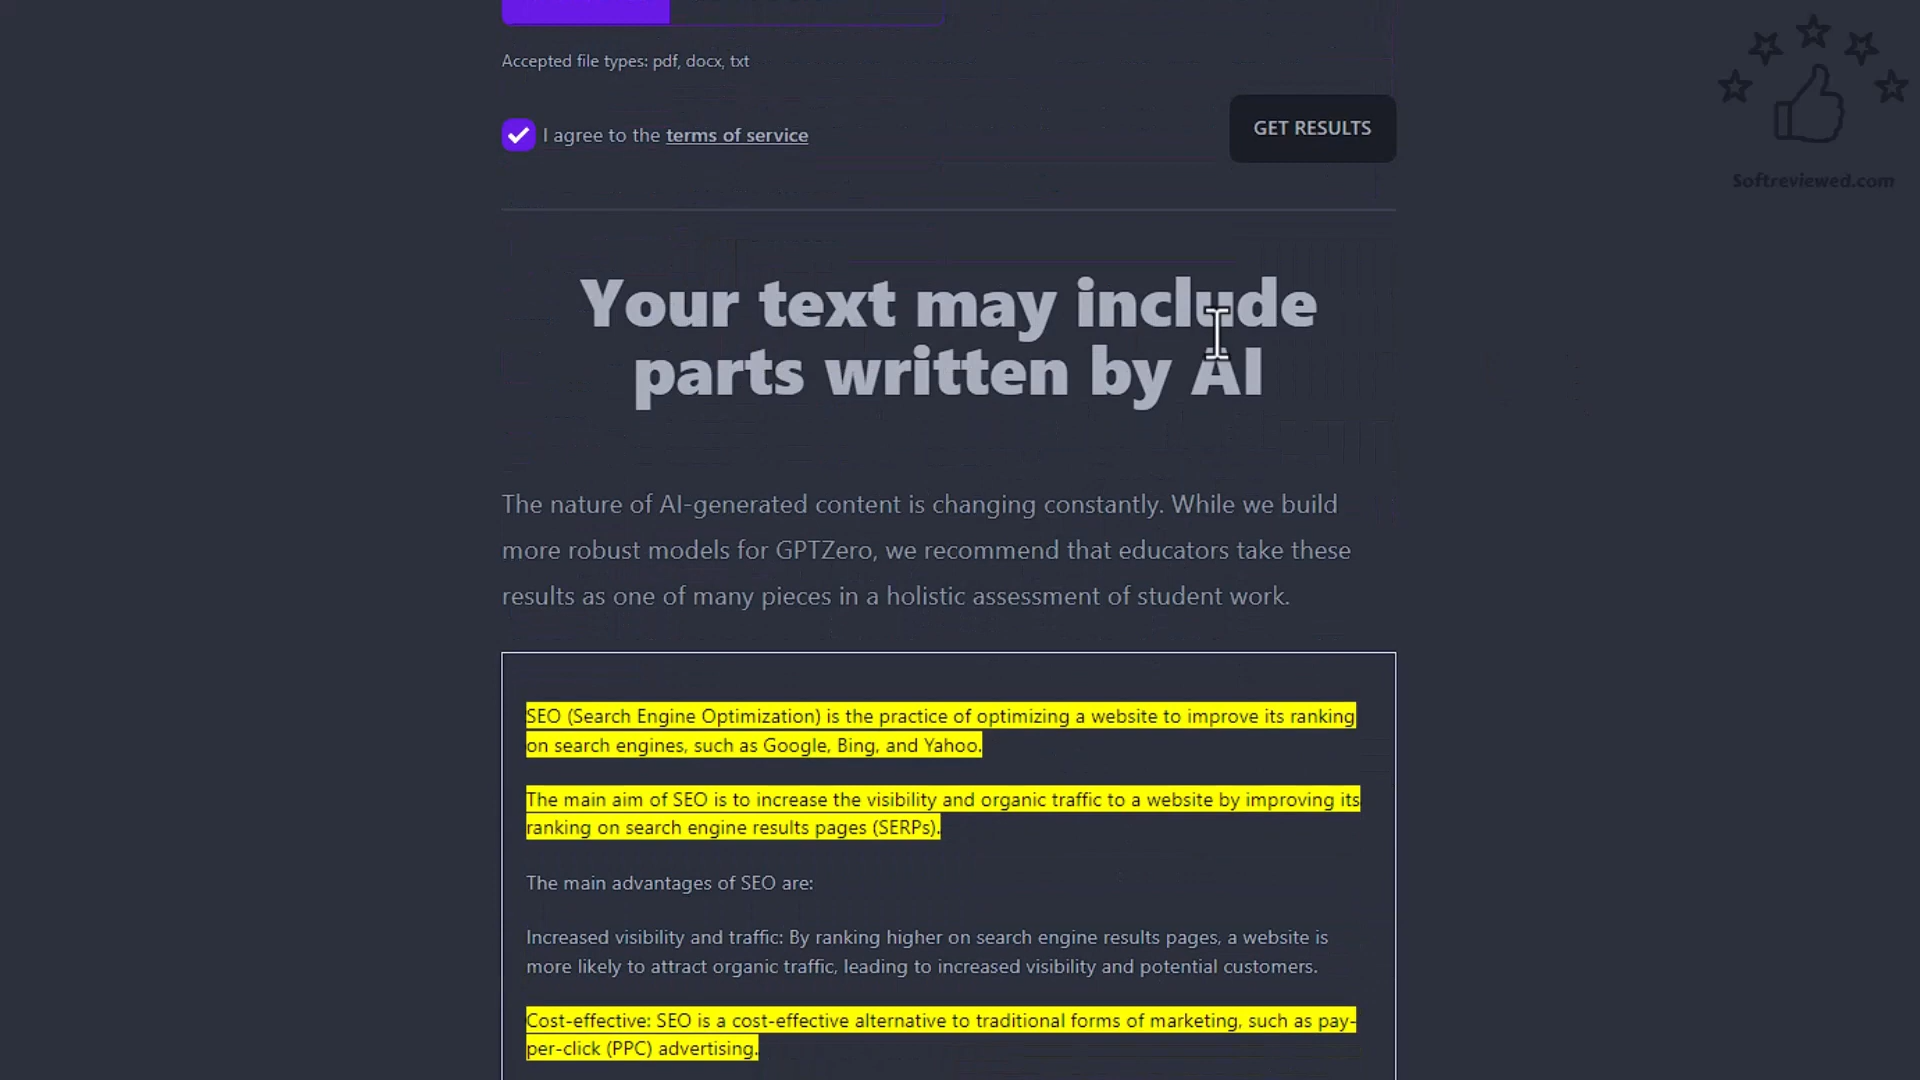 Accepted file types: pdf, docx, txt
I agree to the terms of service
GET RESULTS
Softreviewed.com
Your text may include
parts written by AI
The nature of AI-generated content is changing constantly. While we build
more robust models for GPTZero, we recommend that educators take these
results as one of many pieces in a holistic assessment of student work.
SEO (Search Engine Optimization) is the practice of optimizing a website to improve its ranking
on search engines, such as Google, Bing, and Yahoo.
The main aim of SEO is to increase the visibility and organic traffic to a website by improving its
ranking on search engine results pages (SERPs).
The main advantages of SEO are:
Increased visibility and traffic: By ranking higher on search engine results pages, a website is
more likely to attract organic traffic, leading to increased visibility and potential customers.
Cost-effective: SEO is a cost-effective alternative to traditional forms of marketing, such as pay-
per-click (PPC) advertising.